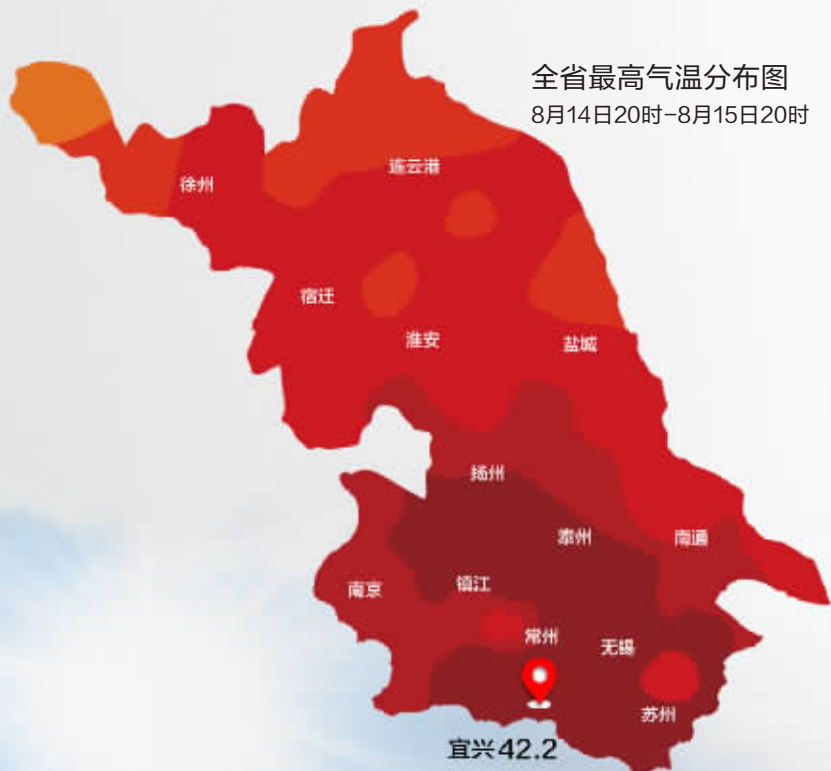 全省最高气温分布图
8月14日20时-8月15日20时
连云港
徐州
宿迁
淮安
盐城
扬州
泰州
南通
镇江
南京
常州
无锡
苏州
宜兴42.2